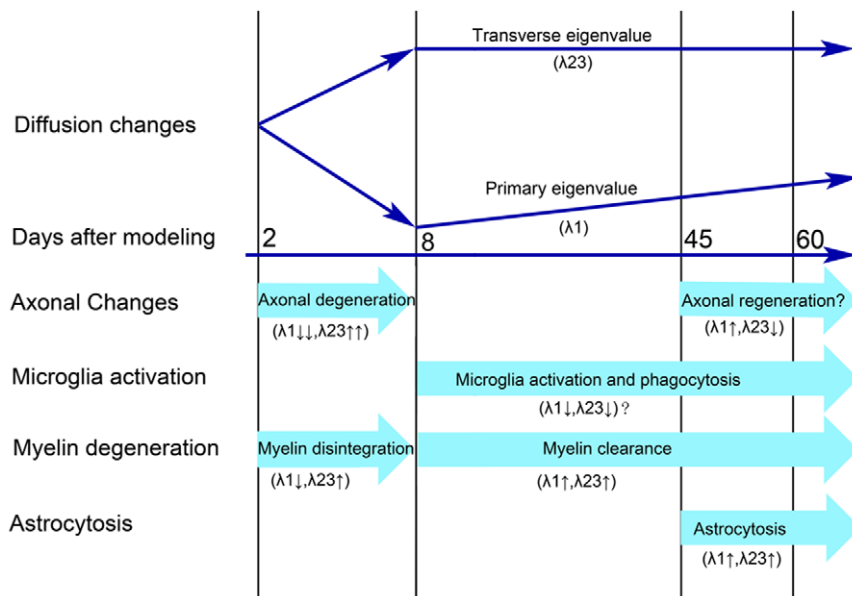 Transverse eigenvalue
(λ23)
Diffusion changes
Primary eigenvalue
(λ1)
Days after modeling
2
8
45
60
Axonal Changes
Axonal degeneration
Axonal regeneration?
(λ1↓↓,λ23↑↑)
(λ1↑,λ23↓)
Microglia activation
Microglia activation and phagocytosis
(λ1↓,λ23↓)?
Myelin degeneration
Myelin disintegration
Myelin clearance
(λ1↓,λ23↑)
(λ1↑,λ23↑)
Astrocytosis
Astrocytosis
(λ1↑,λ23↑)